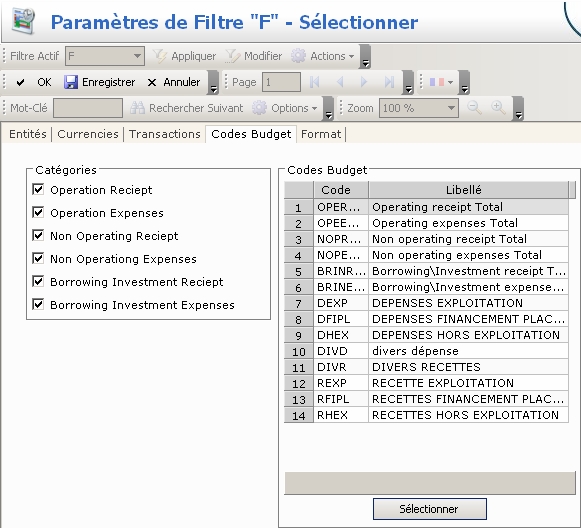 Paramètres de Filtre "F" - Sélectionner
Filtre Actif F Appliquer Modifier Actions
OK Enregistrer Annuler Page 1
Mot-Clé Rechercher Suivant Options Zoom 100 %
Entités Currencies Transactions Codes Budget Format
Catégories
Operation Reciept
Operation Expenses
Non Operating Reciept
Non Operationg Expenses
Borrowing Investment Reciept
Borrowing Investment Expenses
Codes Budget
Code Libellé
1 OPER... Operating receipt Total
2 OPEE... Operating expenses Total
3 NOPR... Non operating receipt Total
4 NOPE... Non operating expenses Total
5 BRINR... Borrowing\Investment receipt T...
6 BRINE... Borrowing\Investment expense...
7 DEXP DEPENSES EXPLOITATION
8 DFIPL DEPENSES FINANCEMENT PLAC...
9 DHEX DEPENSES HORS EXPLOITATION
10 DIVD divers dépense
11 DIVR DIVERS RECETTES
12 REXP RECETTE EXPLOITATION
13 RFIPL RECETTES FINANCEMENT PLAC...
14 RHEX RECETTES HORS EXPLOITATION
Sélectionner